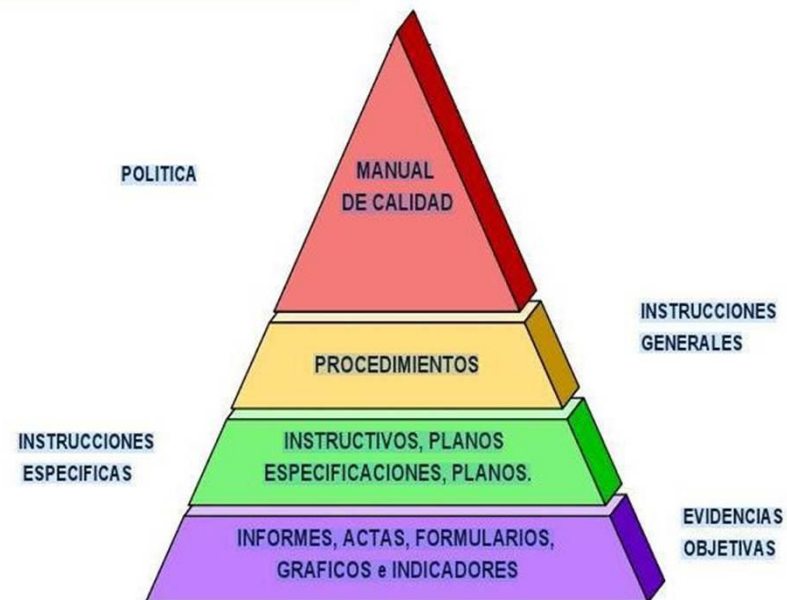 POLITICA
MANUAL
DE CALIDAD
INSTRUCCIONES
GENERALES
PROCEDIMIENTOS
INSTRUCCIONES
ESPECIFICAS
INSTRUCTIVOS, PLANOS
ESPECIFICACIONES, PLANOS.
EVIDENCIAS
OBJETIVAS
INFORMES, ACTAS, FORMULARIOS,
GRAFICOS e INDICADORES